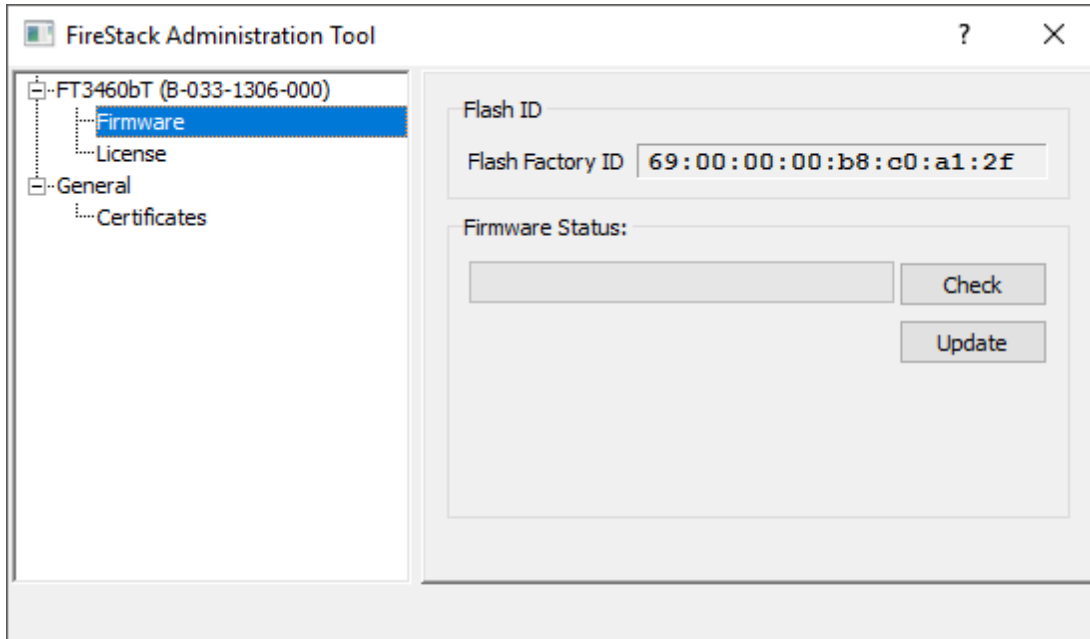 FireStack Administration Tool
?
FT3460bT (B-033-1306-000)
Firmware
License
General
Certificates
Flash ID
Flash Factory ID 69:00:00:00:b8:c0:a1:2f
Firmware Status:
Check
Update